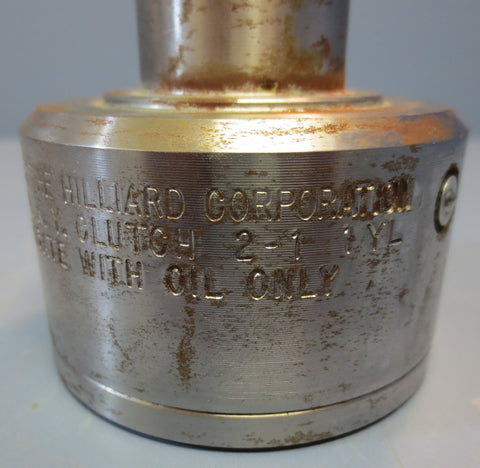 HILLIARD CORPORATION
CLUTCH 2-1 1YL
WITH OIL ONLY